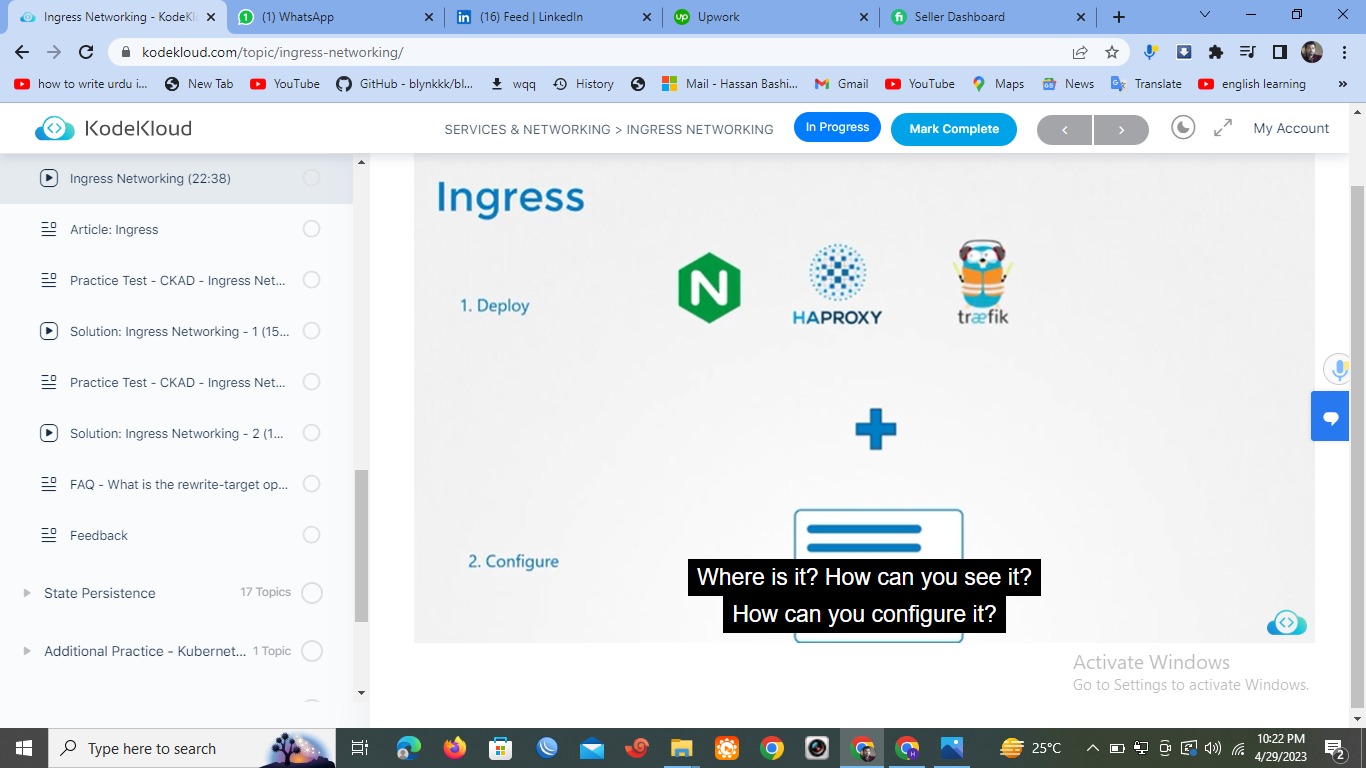 Ingress Networking - KodeKl
(1) WhatsApp
(16) Feed | LinkedIn
Upwork
Seller Dashboard
kodekloud.com/topic/ingress-networking/
how to write urdu i...
New Tab
YouTube
GitHub - blynkkk/bl...
wqq
History
Mail - Hassan Bashi...
Gmail
YouTube
Maps
News
Translate
english learning
»
KodeKloud
SERVICES & NETWORKING > INGRESS NETWORKING
In Progress
Mark Complete
My Account
Ingress Networking (22:38)
Article: Ingress
Practice Test - CKAD - Ingress Net...
Solution: Ingress Networking - 1 (15...
Practice Test - CKAD - Ingress Net...
Solution: Ingress Networking - 2 (1...
FAQ - What is the rewrite-target op...
Feedback
State Persistence
17 Topics
Additional Practice - Kubernet...
1 Topic
Ingress
1. Deploy
N
HAPROXY
træfik
2. Configure
Where is it? How can you see it?
How can you configure it?
Activate Windows
Go to Settings to activate Windows.
Type here to search
25°C
10:22 PM
4/29/2023
2